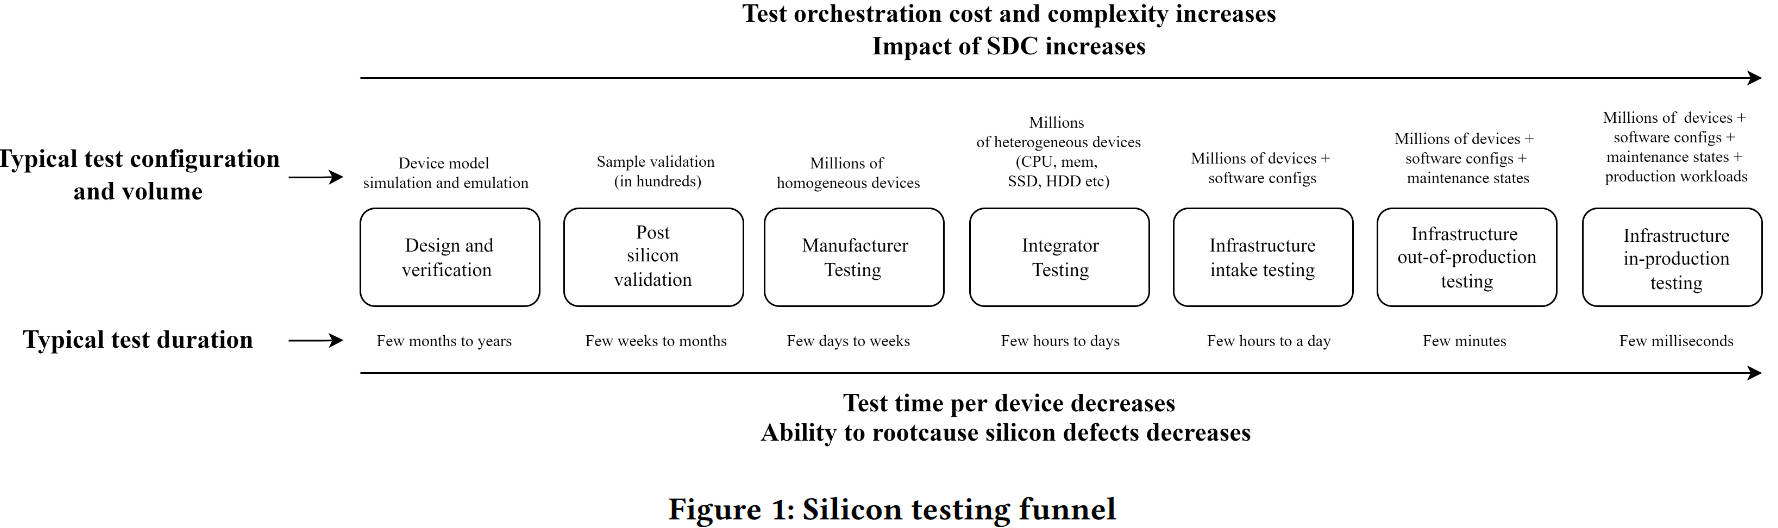 Test orchestration cost and complexity increases
Impact of SDC increases
Typical test configuration
and volume
Device model
simulation and emulation
Sample validation
(in hundreds)
Millions of
homogeneous devices
Millions
of heterogeneous devices
(CPU, mem,
SSD, HDD etc)
Millions of devices +
software configs
Millions of devices +
software configs +
maintenance states
Millions of devices +
software configs +
maintenance states +
production workloads
Design and
verification
Post
silicon
validation
Manufacturer
Testing
Integrator
Testing
Infrastructure
intake testing
Infrastructure
out-of-production
testing
Infrastructure
in-production
testing
Typical test duration
Few months to years
Few weeks to months
Few days to weeks
Few hours to days
Few hours to a day
Few minutes
Few milliseconds
Test time per device decreases
Ability to rootcause silicon defects decreases
Figure 1: Silicon testing funnel